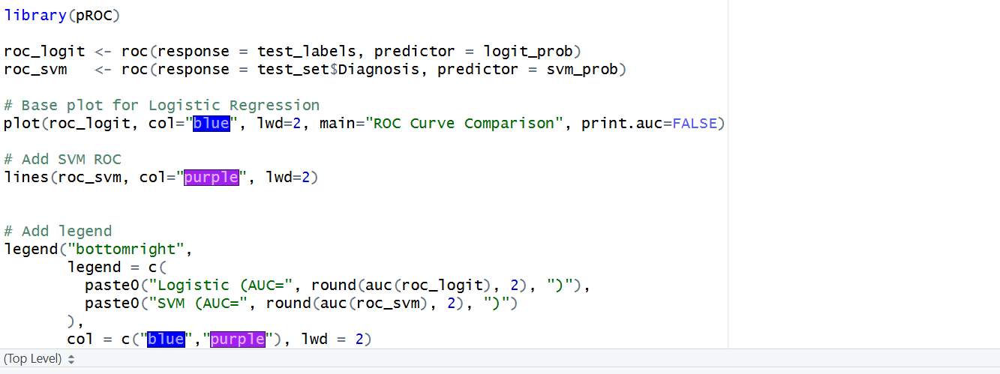 library(pROC)
roc_logit <- roc(response = test_labels, predictor = logit_prob)
roc_svm   <- roc(response = test_set$Diagnosis, predictor = svm_prob)
# Base plot for Logistic Regression
plot(roc_logit, col="blue", lwd=2, main="ROC Curve Comparison", print.auc=FALSE)
# Add SVM ROC
lines(roc_svm, col="purple", lwd=2)
# Add legend
legend("bottomright",
       legend = c(
         paste0("Logistic (AUC=", round(auc(roc_logit), 2), ")"),
         paste0("SVM (AUC=", round(auc(roc_svm), 2), ")")
       ),
       col = c("blue","purple"), lwd = 2)
(Top Level)